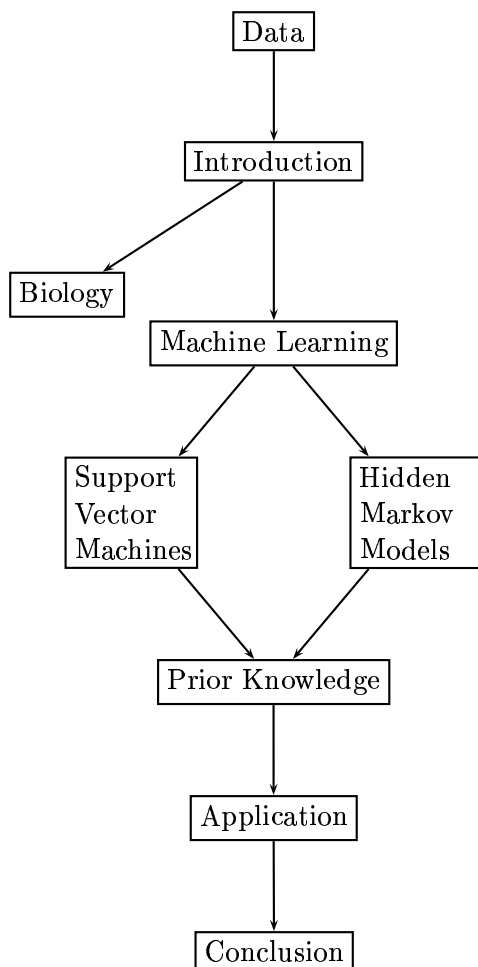 Data
Introduction
Biology
Machine Learning
Support
Vector
Machines
Hidden
Markov
Models
Prior Knowledge
Application
Conclusion